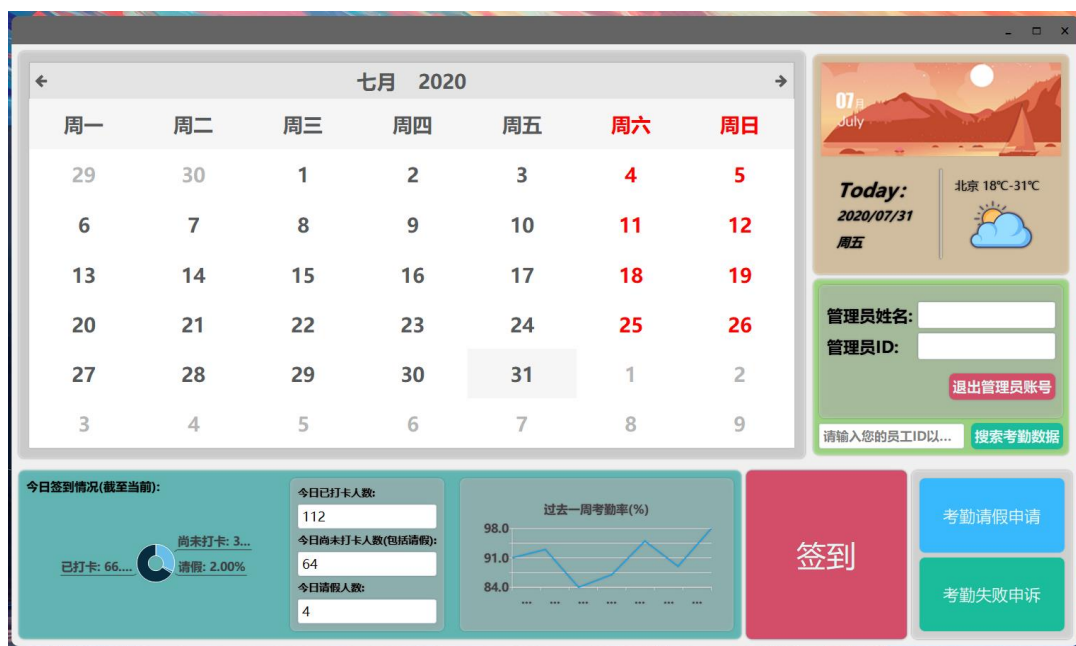 七月 2020
周一 周二 周三 周四 周五 周六 周日
29 30 1 2 3 4 5
6 7 8 9 10 11 12
13 14 15 16 17 18 19
20 21 22 23 24 25 26
27 28 29 30 31 1 2
3 4 5 6 7 8 9
07月
July
Today:
2020/07/31
周五
北京 18℃-31℃
管理员姓名:
管理员ID:
退出管理员账号
请输入您的员工ID以...
搜索考勤数据
今日签到情况(截至当前):
尚未打卡: 3...
已打卡: 66....
请假: 2.00%
今日已打卡人数:
112
今日尚未打卡人数(包括请假):
64
今日请假人数:
4
过去一周考勤率(%)
98.0
91.0
84.0
... ... ... ... ... ... ...
签到
考勤请假申请
考勤失败申诉